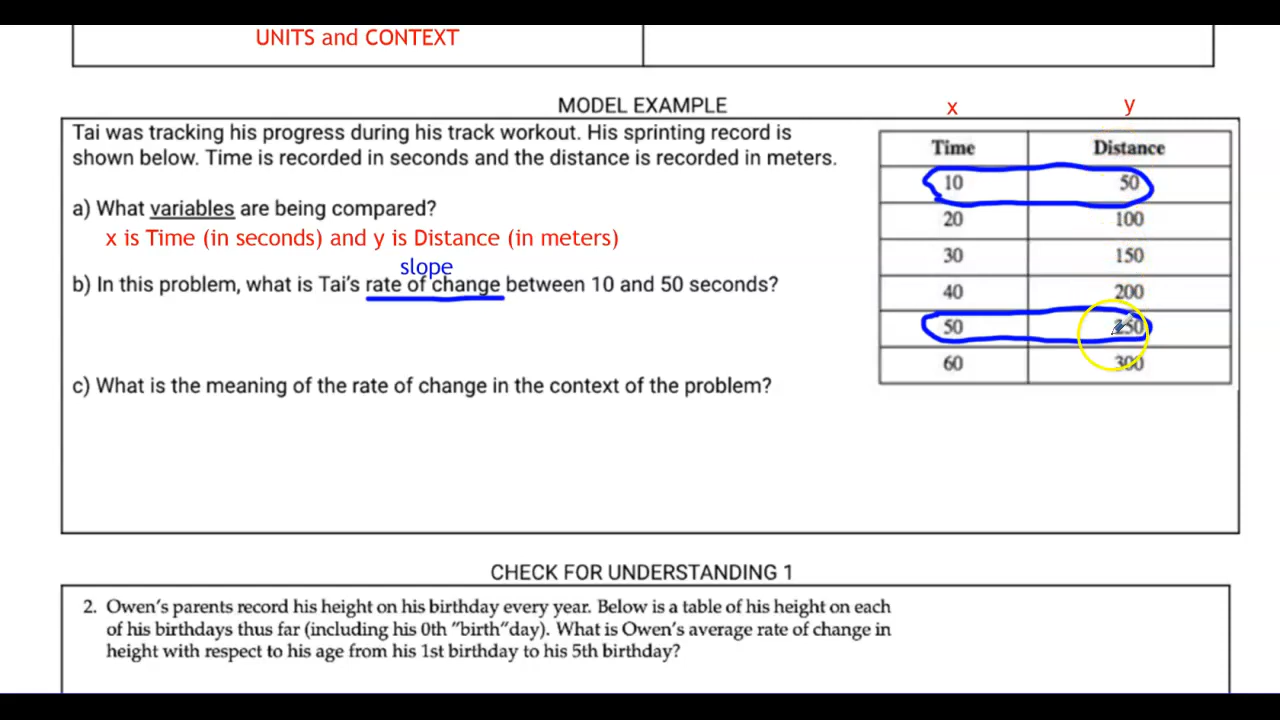 UNITS and CONTEXT
MODEL EXAMPLE
x y
Tai was tracking his progress during his track workout. His sprinting record is
shown below. Time is recorded in seconds and the distance is recorded in meters.
a) What variables are being compared?
x is Time (in seconds) and y is Distance (in meters)
slope
b) In this problem, what is Tai's rate of change between 10 and 50 seconds?
c) What is the meaning of the rate of change in the context of the problem?
Time Distance
10 50
20 100
30 150
40 200
50 250
60 300
CHECK FOR UNDERSTANDING 1
2. Owen's parents record his height on his birthday every year. Below is a table of his height on each
of his birthdays thus far (including his 0th "birth"day). What is Owen's average rate of change in
height with respect to his age from his 1st birthday to his 5th birthday?